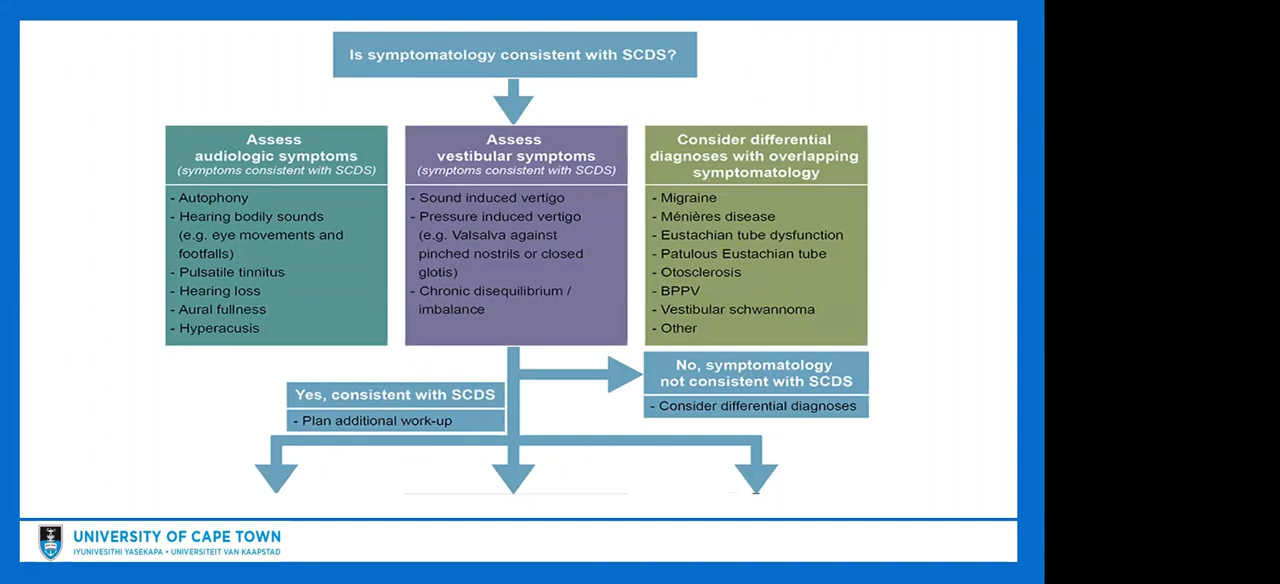 Is symptomatology consistent with SCDS?
Assess
audiologic symptoms
(symptoms consistent with SCDS)
- Autophony
- Hearing bodily sounds
(e.g. eye movements and
footfalls)
- Pulsatile tinnitus
- Hearing loss
- Aural fullness
- Hyperacusis
Assess
vestibular symptoms
(symptoms consistent with SCDS)
- Sound induced vertigo
- Pressure induced vertigo
(e.g. Valsalva against
pinched nostrils or closed
glotis)
- Chronic disequilibrium /
imbalance
Consider differential
diagnoses with overlapping
symptomatology
- Migraine
- Ménières disease
- Eustachian tube dysfunction
- Patulous Eustachian tube
- Otosclerosis
- BPPV
- Vestibular schwannoma
- Other
No, symptomatology
not consistent with SCDS
- Consider differential diagnoses
Yes, consistent with SCDS
- Plan additional work-up
UNIVERSITY OF CAPE TOWN
IYUNIVESITHI YASEKAPA • UNIVERSITEIT VAN KAAPSTAD